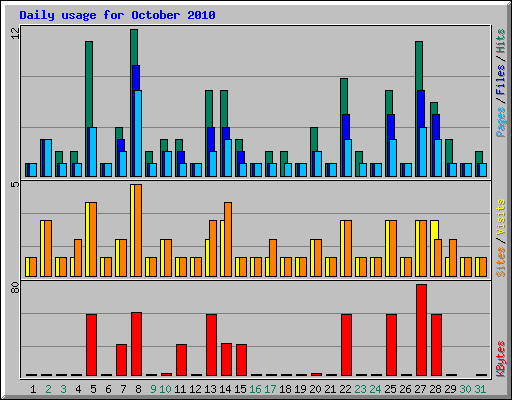 Daily usage for October 2010
12
Pages / Files / Hits
5
Sites / Visits
80
KBytes
1 2 3 4 5 6 7 8 9 10 11 12 13 14 15 16 17 18 19 20 21 22 23 24 25 26 27 28 29 30 31